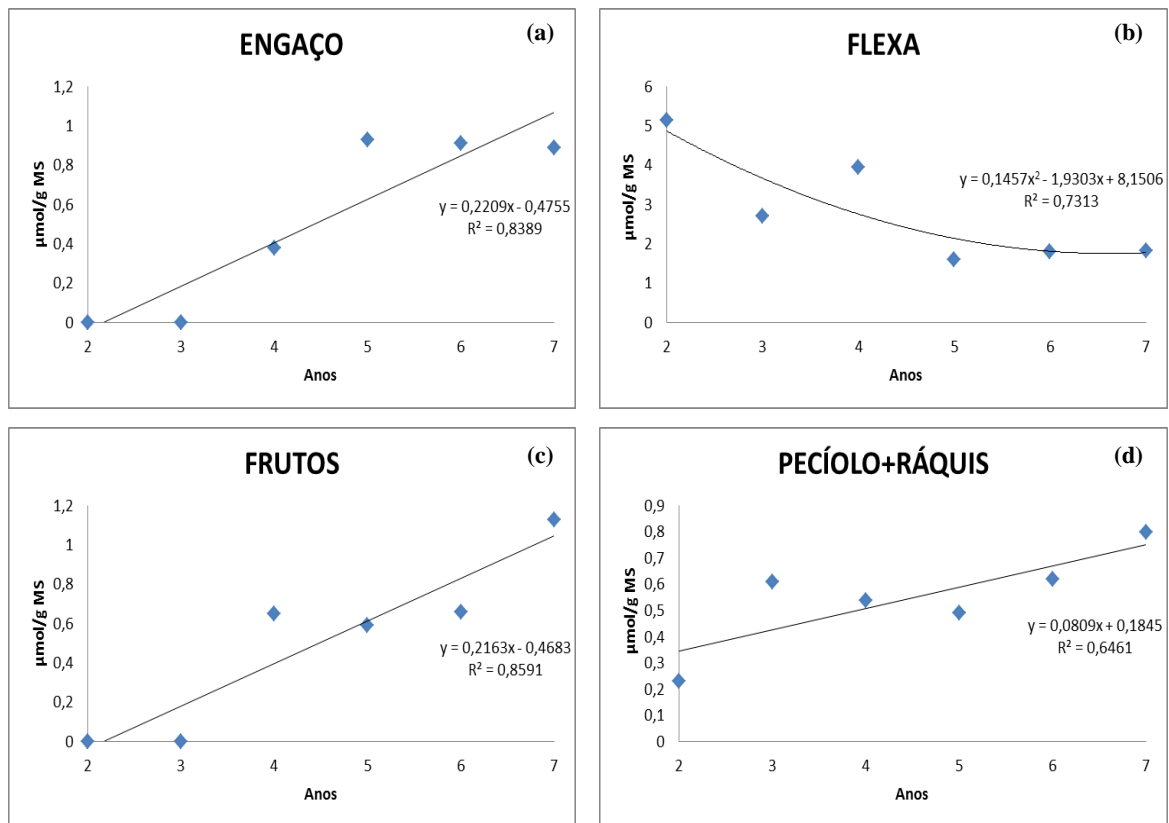 ENGAÇO
(a)
1,2
1
0,8
0,6
0,4
0,2
0
µmol/g MS
y = 0,2209x - 0,4755
R² = 0,8389
2 3 4 5 6 7
Anos
FLEXA
(b)
6
5
4
3
2
1
0
µmol/g MS
y = 0,1457x² - 1,9303x + 8,1506
R² = 0,7313
2 3 4 5 6 7
Anos
FRUTOS
(c)
1,2
1
0,8
0,6
0,4
0,2
0
µmol/g MS
y = 0,2163x - 0,4683
R² = 0,8591
2 3 4 5 6 7
Anos
PECÍOLO+RÁQUIS
(d)
0,9
0,8
0,7
0,6
0,5
0,4
0,3
0,2
0,1
0
µmol/g MS
y = 0,0809x + 0,1845
R² = 0,6461
2 3 4 5 6 7
Anos